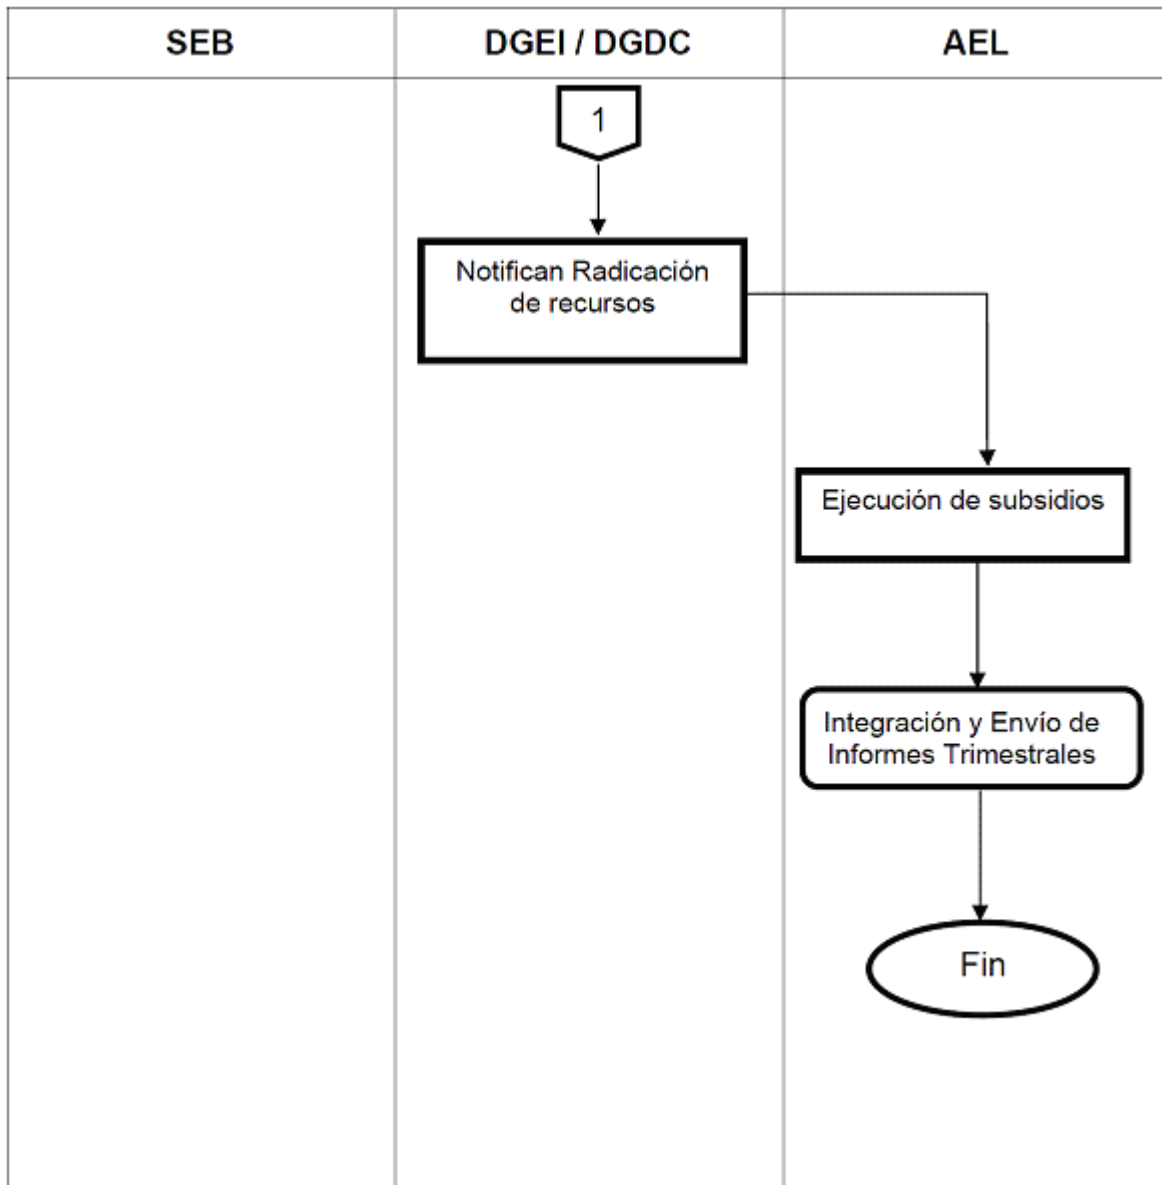 SEB
DGEI / DGDC
AEL
1
Notifican Radicación
de recursos
Ejecución de subsidios
Integración y Envío de
Informes Trimestrales
Fin